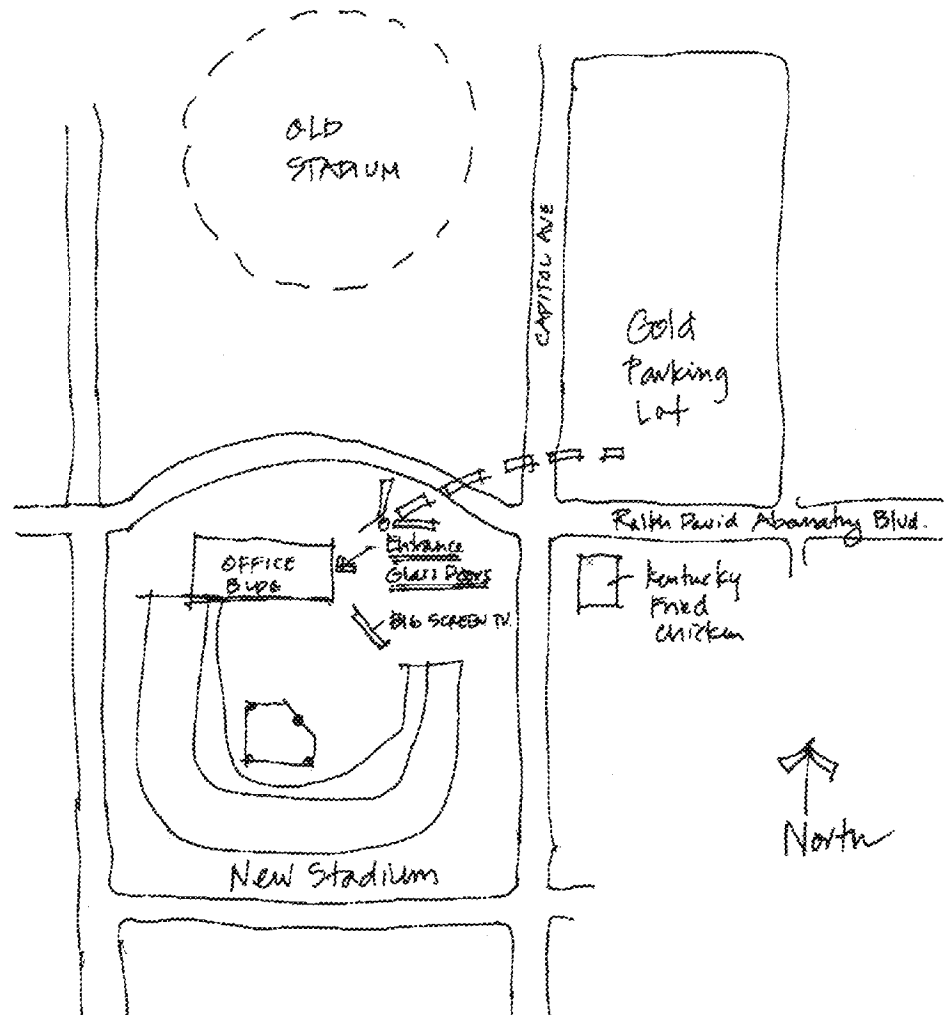 OLD
STADIUM
CAPITOL AVE
Gold
Parking
Lot
Ralph David Abanathy Blvd.
Entrance
Glass Doors
OFFICE
BLDG
BIG SCREEN TV.
Kentucky
Fried
Chicken
North
New Stadium